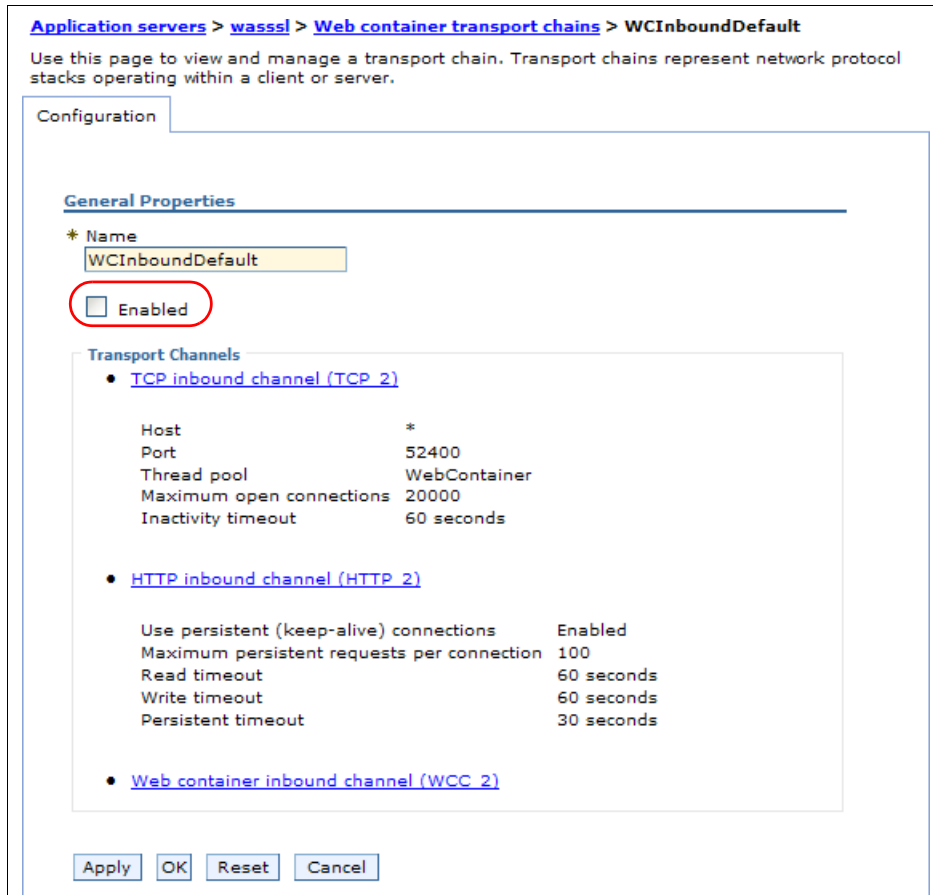 Application servers > wasssl > Web container transport chains > WCInboundDefault
Use this page to view and manage a transport chain. Transport chains represent network protocol
stacks operating within a client or server.
Configuration
General Properties
* Name
WCInboundDefault
Enabled
Transport Channels
• TCP inbound channel (TCP_2)
Host *
Port 52400
Thread pool WebContainer
Maximum open connections 20000
Inactivity timeout 60 seconds
• HTTP inbound channel (HTTP_2)
Use persistent (keep-alive) connections Enabled
Maximum persistent requests per connection 100
Read timeout 60 seconds
Write timeout 60 seconds
Persistent timeout 30 seconds
• Web container inbound channel (WCC_2)
Apply OK Reset Cancel